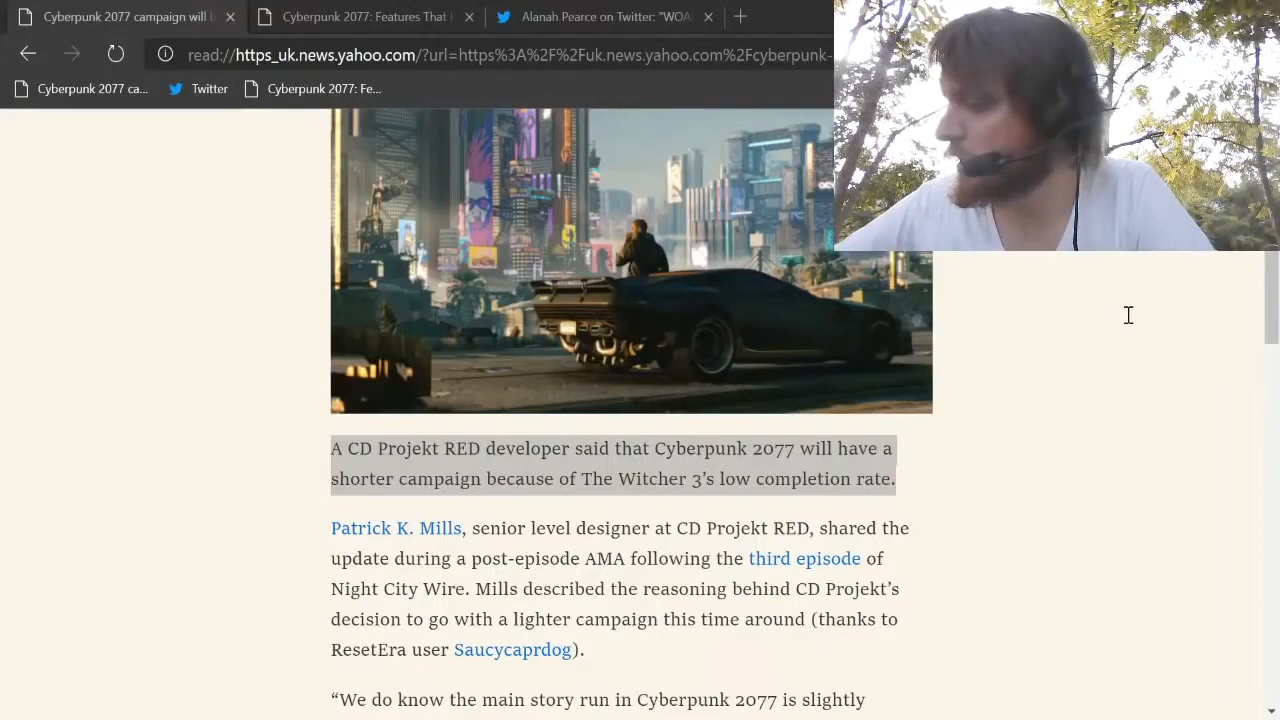 Cyberpunk 2077 campaign will b
Cyberpunk 2077: Features That
Alanah Pearce on Twitter: "WOA
read://https_uk.news.yahoo.com/?url=https%3A%2F%2Fuk.news.yahoo.com%2Fcyberpunk-
Cyberpunk 2077 ca...
Twitter
Cyberpunk 2077: Fe...
A CD Projekt RED developer said that Cyberpunk 2077 will have a
shorter campaign because of The Witcher 3’s low completion rate.
Patrick K. Mills, senior level designer at CD Projekt RED, shared the
update during a post-episode AMA following the third episode of
Night City Wire. Mills described the reasoning behind CD Projekt’s
decision to go with a lighter campaign this time around (thanks to
ResetEra user Saucycaprdog).
“We do know the main story run in Cyberpunk 2077 is slightly